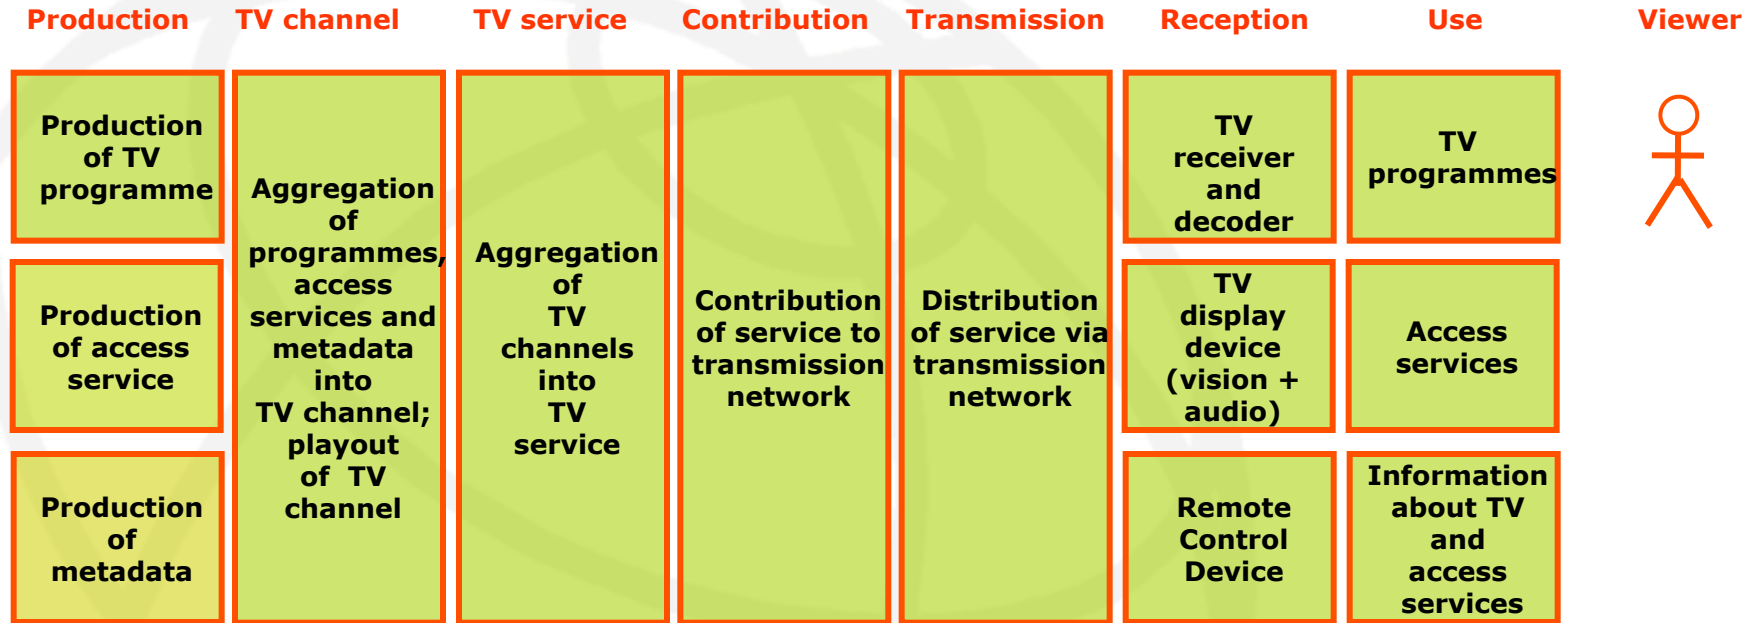 Production TV channel TV service Contribution Transmission Reception Use Viewer
Production
of TV
programme
Production
of access
service
Production
of
metadata
Aggregation
of
programmes,
access
services and
metadata
into
TV channel;
playout
of TV
channel
Aggregation
of
TV
channels
into
TV
service
Contribution
of service to
transmission
network
Distribution
of service via
transmission
network
TV
receiver
and
decoder
TV
display
device
(vision +
audio)
Remote
Control
Device
TV
programmes
Access
services
Information
about TV
and
access
services